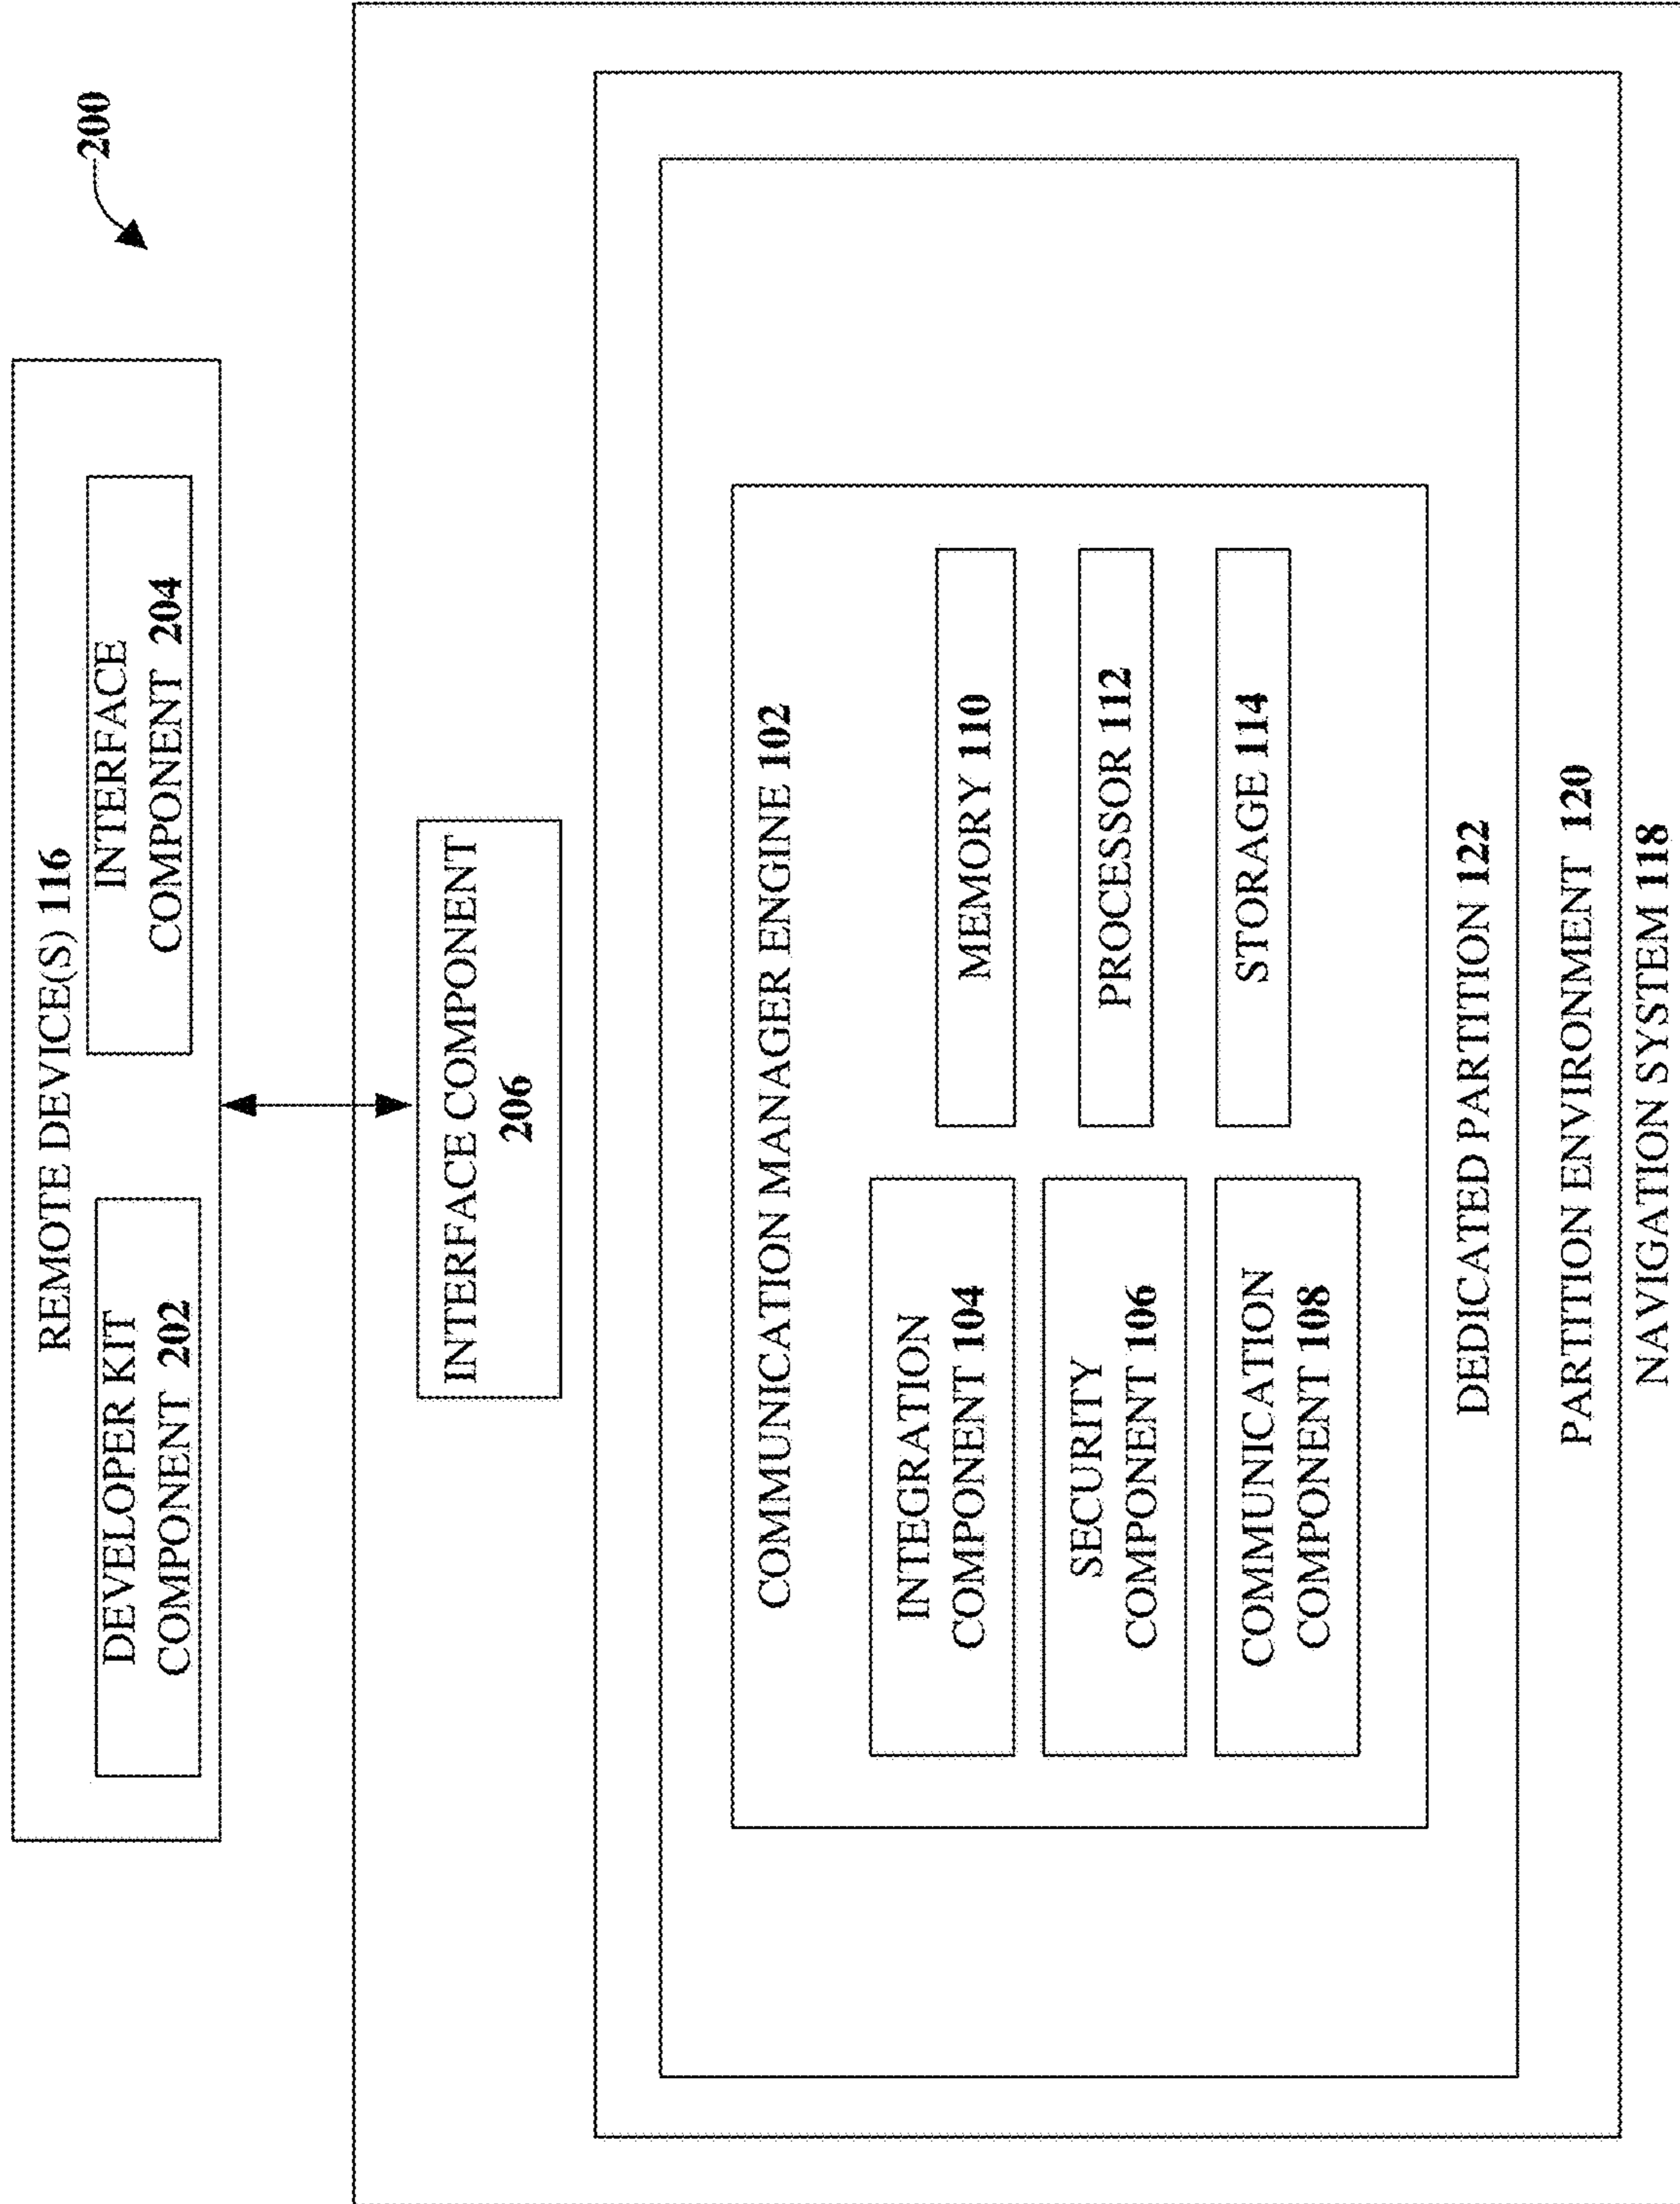 200
REMOTE DEVICE(S) 116
DEVELOPER KIT
COMPONENT 202
INTERFACE
COMPONENT 204
INTERFACE COMPONENT
206
COMMUNICATION MANAGER ENGINE 102
INTEGRATION
COMPONENT 104
SECURITY
COMPONENT 106
COMMUNICATION
COMPONENT 108
MEMORY 110
PROCESSOR 112
STORAGE 114
DEDICATED PARTITION 122
PARTITION ENVIRONMENT 120
NAVIGATION SYSTEM 118